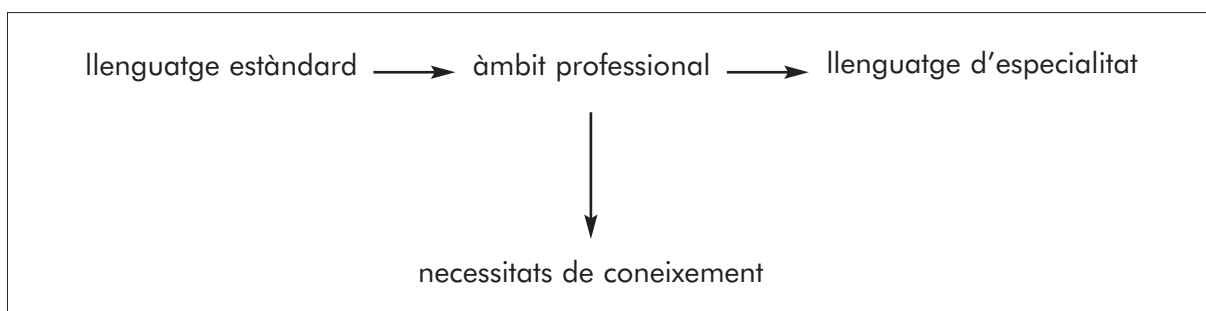 llenguatge estàndard àmbit professional llenguatge d'especialitat
necessitats de coneixement